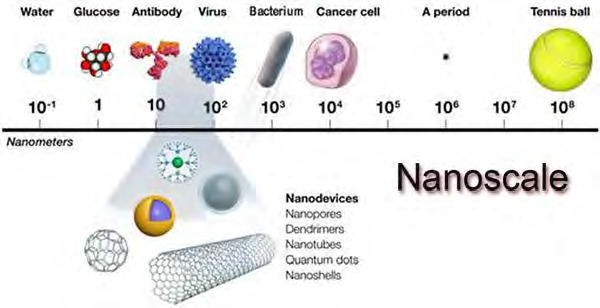 Water Glucose Antibody Virus Bacterium Cancer cell A period Tennis ball
10⁻¹ 1 10 10² 10³ 10⁴ 10⁵ 10⁶ 10⁷ 10⁸
Nanometers
Nanoscale
Nanodevices
Nanopores
Dendrimers
Nanotubes
Quantum dots
Nanoshells